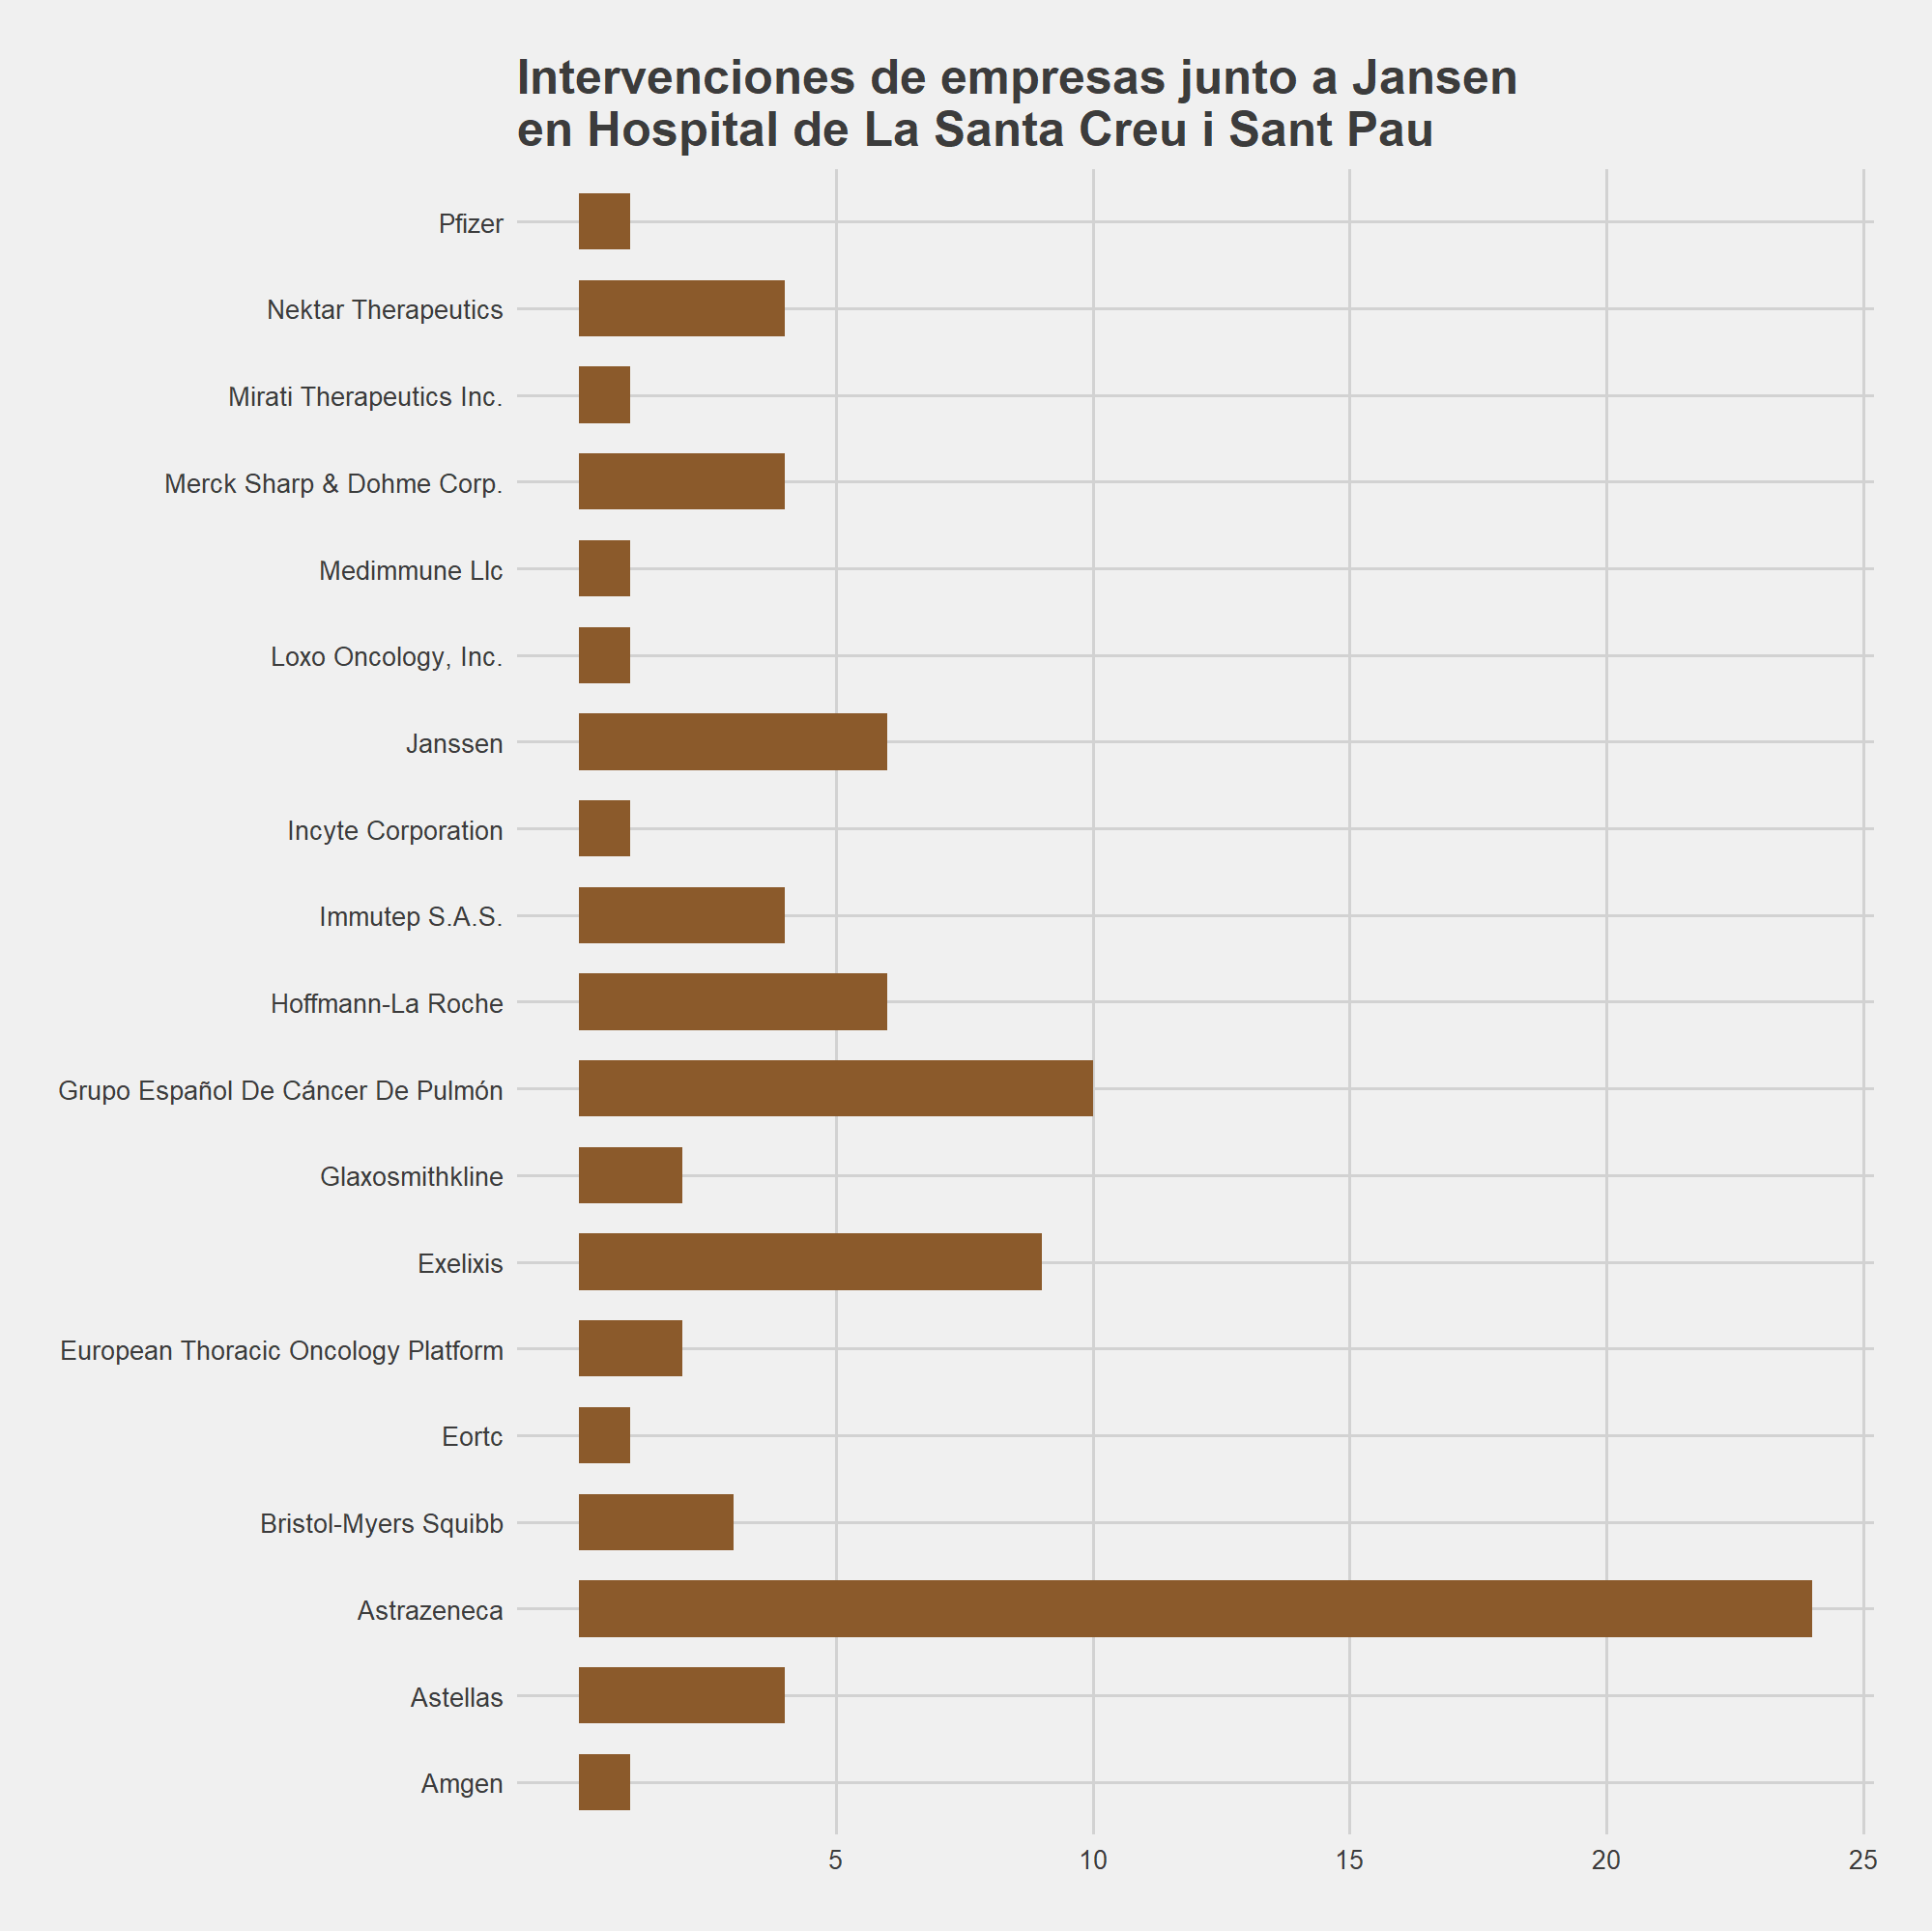 Intervenciones de empresas junto a Jansen
en Hospital de La Santa Creu i Sant Pau
Pfizer
Nektar Therapeutics
Mirati Therapeutics Inc.
Merck Sharp & Dohme Corp.
Medimmune Llc
Loxo Oncology, Inc.
Janssen
Incyte Corporation
Immutep S.A.S.
Hoffmann-La Roche
Grupo Español De Cáncer De Pulmón
Glaxosmithkline
Exelixis
European Thoracic Oncology Platform
Eortc
Bristol-Myers Squibb
Astrazeneca
Astellas
Amgen
5 10 15 20 25